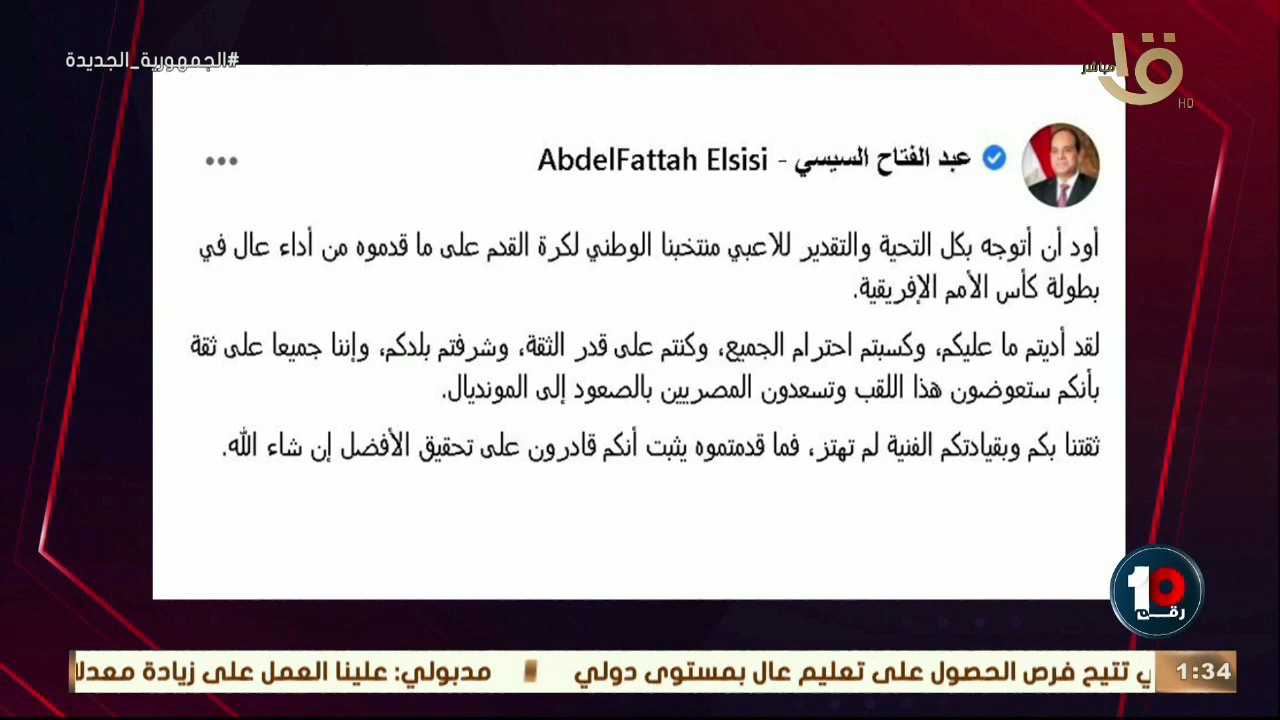 #الجمهورية_الجديدة
مباشر
HD
عبد الفتاح السيسي - AbdelFattah Elsisi
أود أن أتوجه بكل التحية والتقدير للاعبي منتخبنا الوطني لكرة القدم على ما قدموه من أداء عال في
بطولة كأس الأمم الإفريقية.
لقد أديتم ما عليكم، وكسبتم احترام الجميع، وكنتم على قدر الثقة، وشرفتم بلدكم، وإننا جميعا على ثقة
بأنكم ستعوضون هذا اللقب وتسعدون المصريين بالصعود إلى المونديال.
ثقتنا بكم وبقيادتكم الفنية لم تهتز، فما قدمتموه يثبت أنكم قادرون على تحقيق الأفضل إن شاء الله.
رقم 10
تتيح فرص الحصول على تعليم عال بمستوى دولي مدبولي: علينا العمل على زيادة
1:34